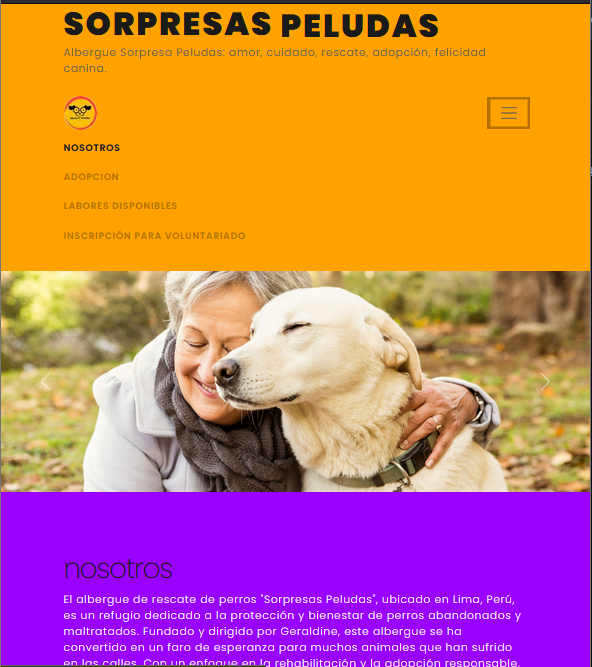 SORPRESAS PELUDAS
Albergue Sorpresa Peludas: amor, cuidado, rescate, adopción, felicidad
canina.
NOSOTROS
ADOPCION
LABORES DISPONIBLES
INSCRIPCIÓN PARA VOLUNTARIADO
nosotros
El albergue de rescate de perros "Sorpresas Peludas", ubicado en Lima, Perú,
es un refugio dedicado a la protección y bienestar de perros abandonados y
maltratados. Fundado y dirigido por Geraldine, este albergue se ha
convertido en un faro de esperanza para muchos animales que han sufrido
en las calles. Con un enfoque en la rehabilitación y la adopción responsable,